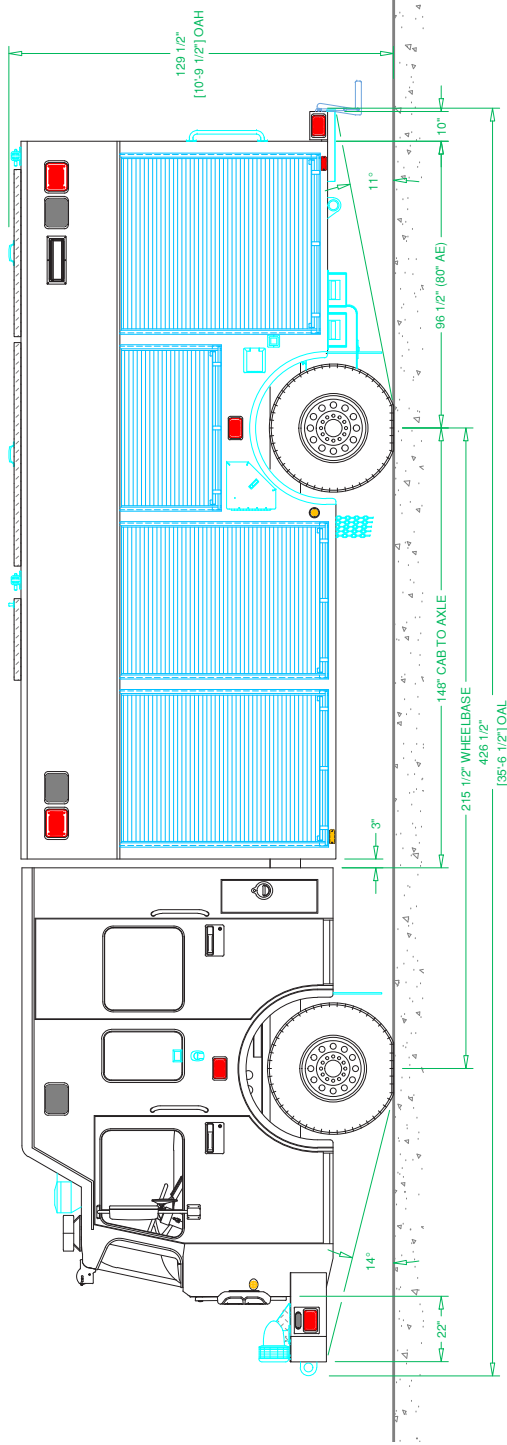 129 1/2"
[10'-9 1/2"] OAH
10"
11°
96 1/2" (80" AE)
148" CAB TO AXLE
215 1/2" WHEELBASE
426 1/2"
[35'-6 1/2"] OAL
3"
14°
22"